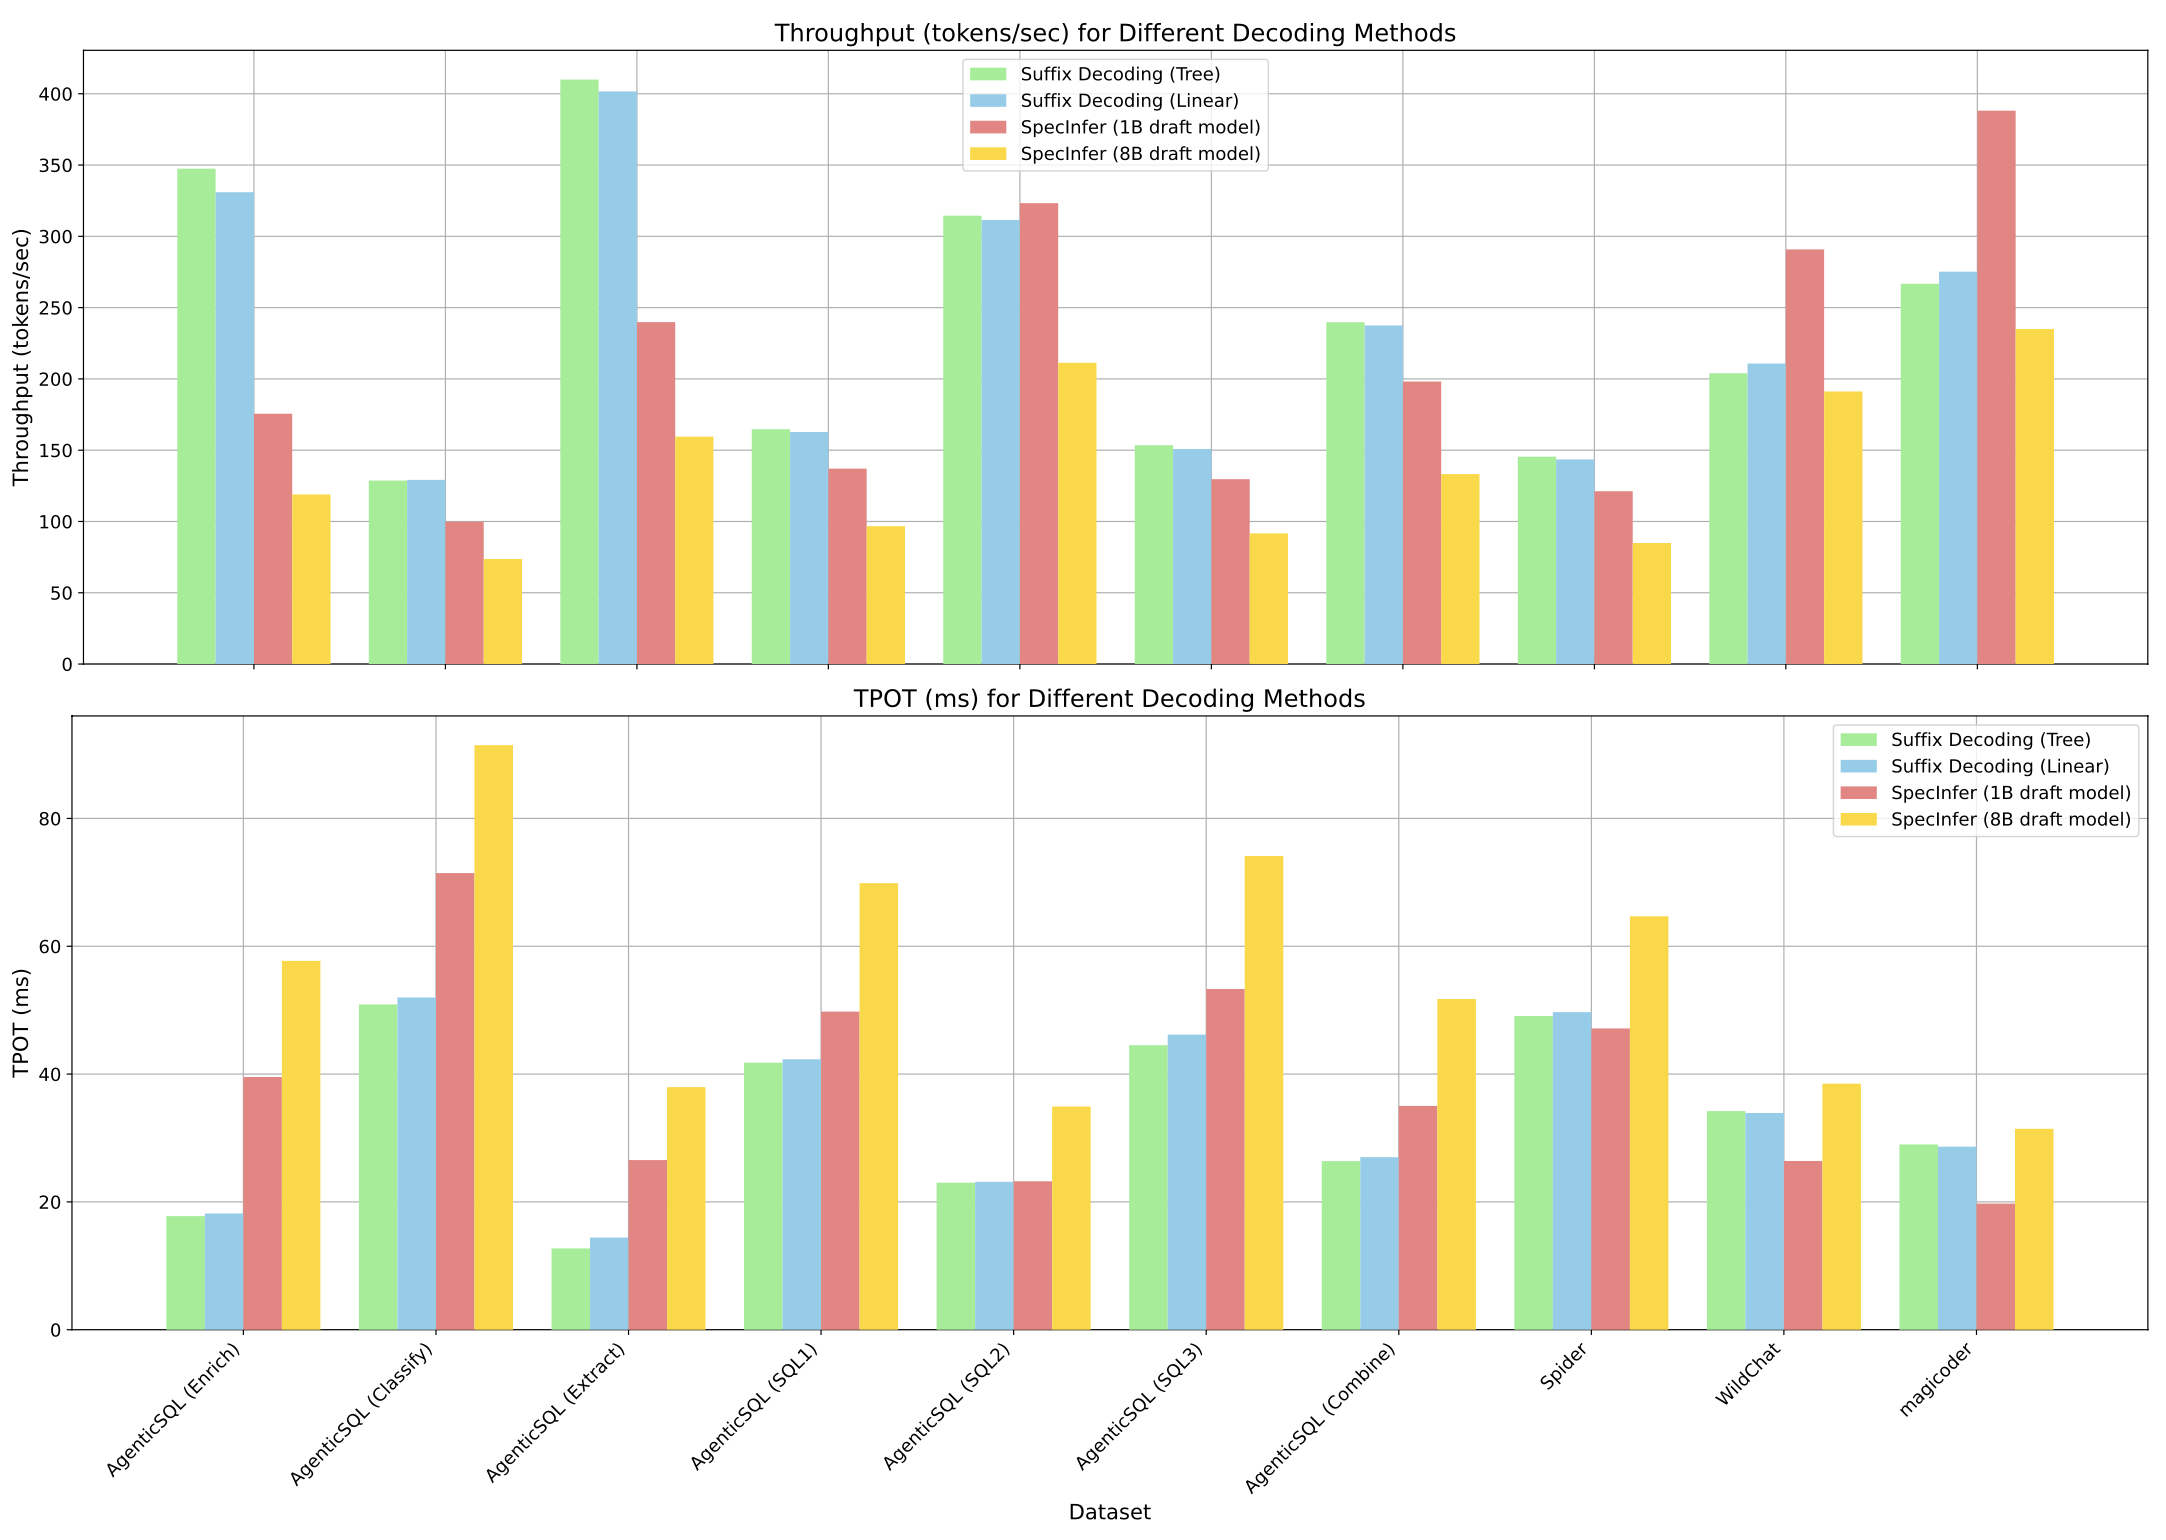 Throughput (tokens/sec) for Different Decoding Methods
Throughput (tokens/sec)
400
350
300
250
200
150
100
50
0
Suffix Decoding (Tree)
Suffix Decoding (Linear)
SpecInfer (1B draft model)
SpecInfer (8B draft model)
TPOT (ms) for Different Decoding Methods
TPOT (ms)
80
60
40
20
0
Suffix Decoding (Tree)
Suffix Decoding (Linear)
SpecInfer (1B draft model)
SpecInfer (8B draft model)
AgenticSQL (Enrich)
AgenticSQL (Classify)
AgenticSQL (Extract)
AgenticSQL (SQL1)
AgenticSQL (SQL2)
AgenticSQL (SQL3)
AgenticSQL (Combine)
Spider
WildChat
magicoder
Dataset